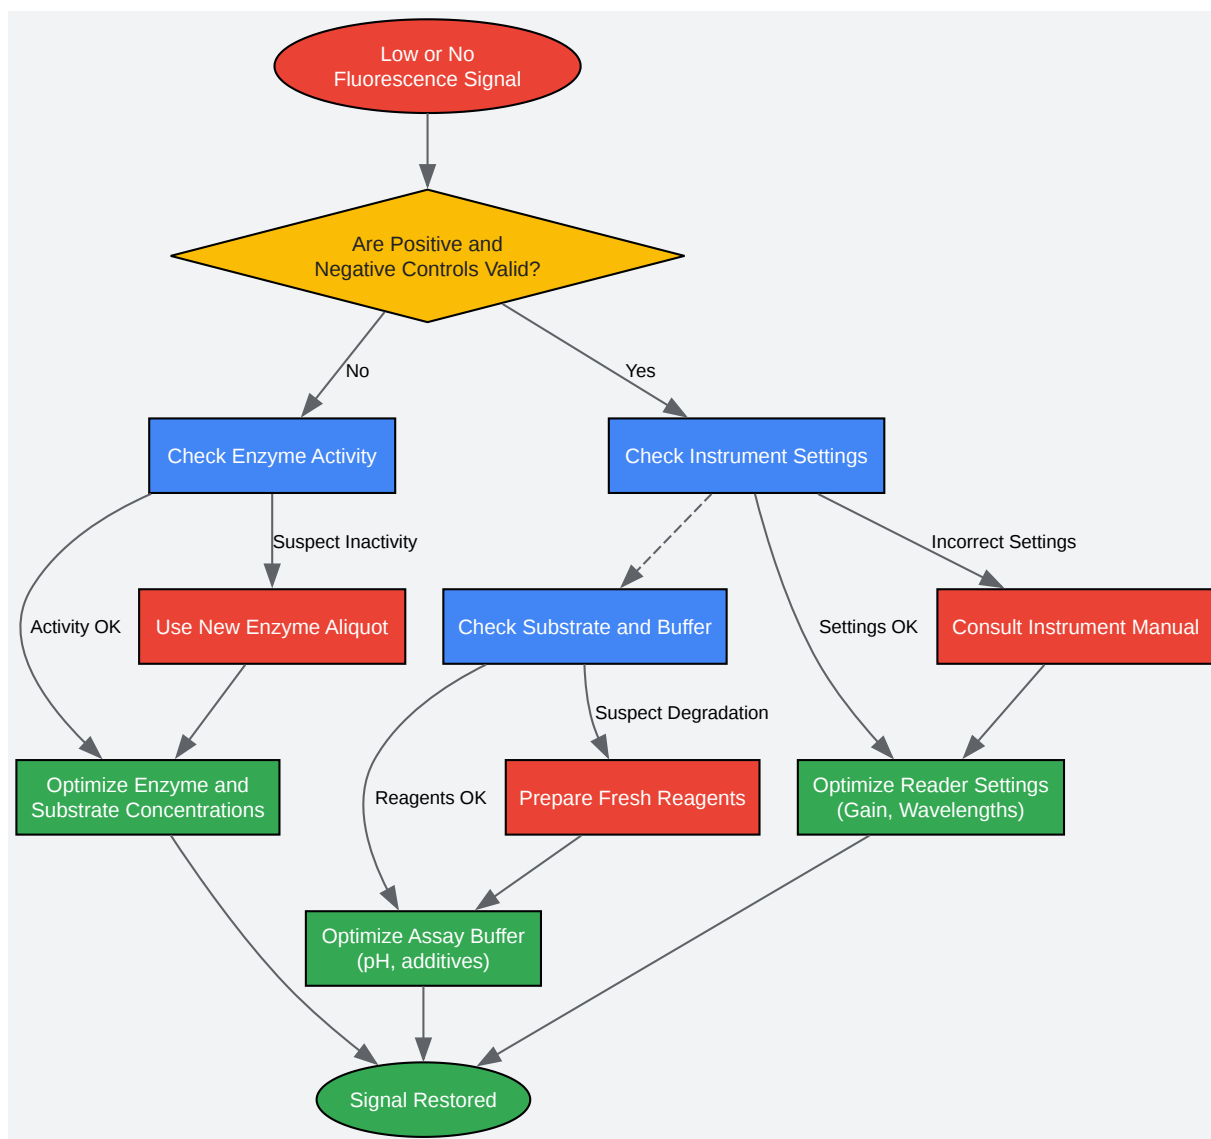 Low or No
Fluorescence Signal
Are Positive and
Negative Controls Valid?
No
Yes
Check Enzyme Activity
Check Instrument Settings
Suspect Inactivity
Incorrect Settings
Activity OK
Use New Enzyme Aliquot
Check Substrate and Buffer
Settings OK
Consult Instrument Manual
Suspect Degradation
Optimize Enzyme and
Substrate Concentrations
Reagents OK
Prepare Fresh Reagents
Optimize Reader Settings
(Gain, Wavelengths)
Optimize Assay Buffer
(pH, additives)
Signal Restored